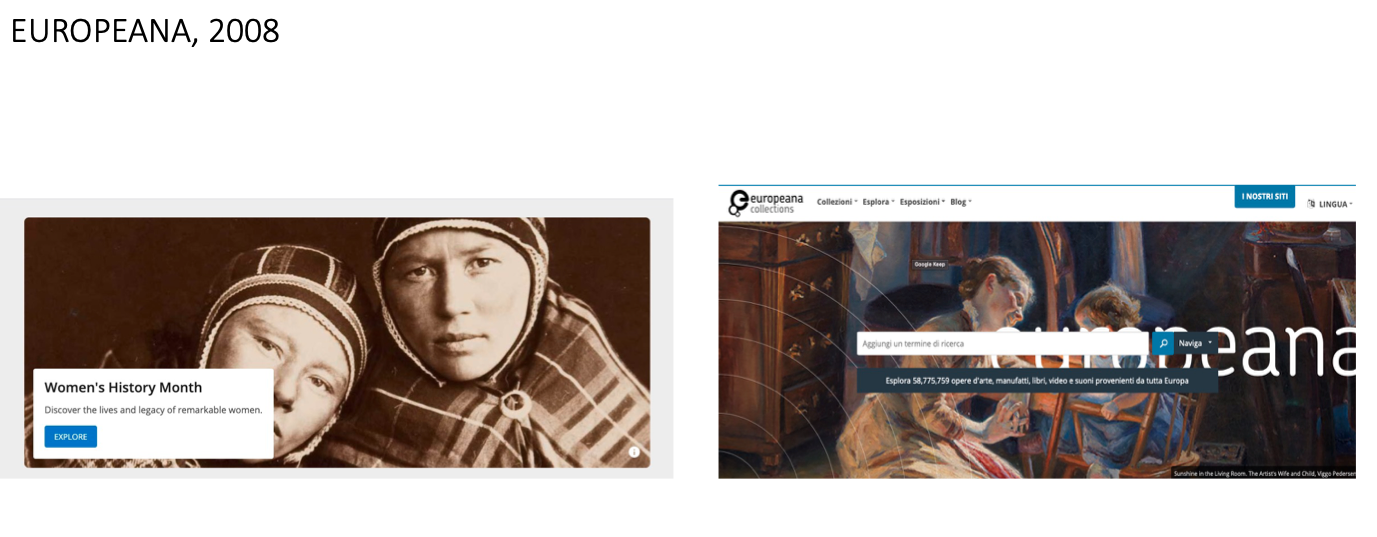 EUROPEANA, 2008
Women's History Month
Discover the lives and legacy of remarkable women.
EXPLORE
europeana
collections
Collezioni Esplora Esposizioni Blog
I NOSTRI SITI
LINGUA
Google Keep
europeana
Aggiungi un termine di ricerca
Naviga
Esplora 58,775,759 opere d'arte, manufatti, libri, video e suoni provenienti da tutta Europa
Sunshine in the Living Room. The Artist's Wife and Child, Viggo Pedersen